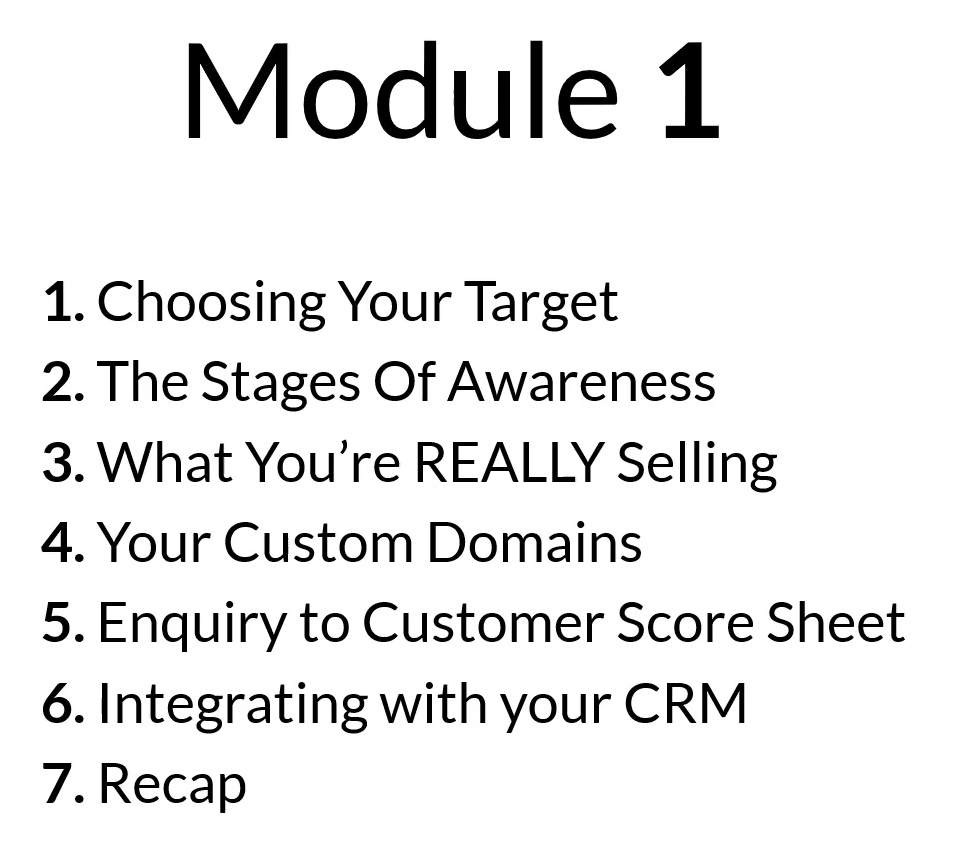 Module 1
1. Choosing Your Target
2. The Stages Of Awareness
3. What You’re REALLY Selling
4. Your Custom Domains
5. Enquiry to Customer Score Sheet
6. Integrating with your CRM
7. Recap